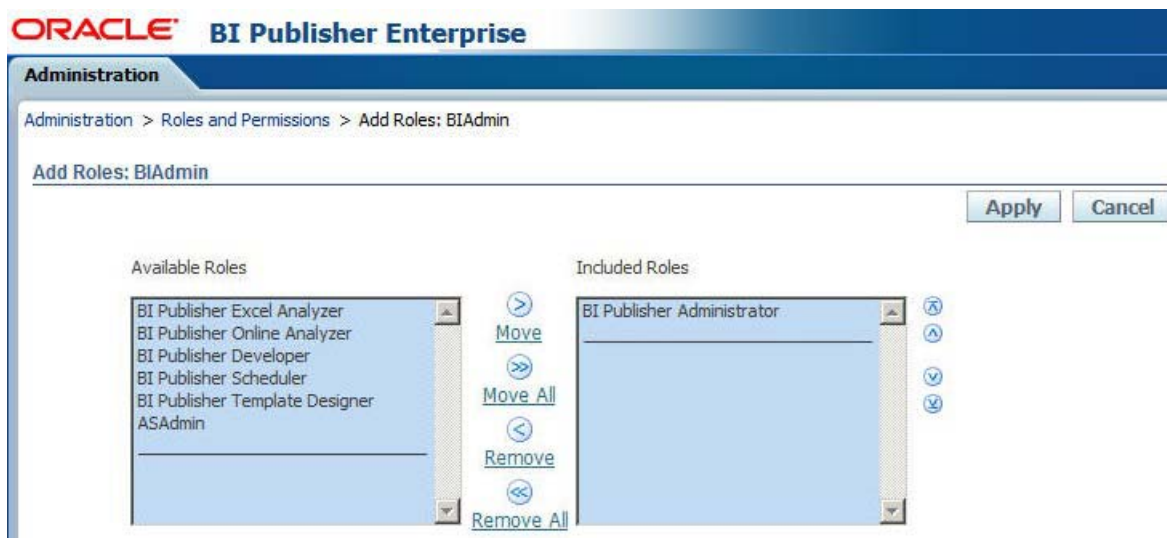 ORACLE BI Publisher Enterprise
Administration
Administration > Roles and Permissions > Add Roles: BIAdmin
Add Roles: BIAdmin
Apply Cancel
Available Roles
BI Publisher Excel Analyzer
BI Publisher Online Analyzer
BI Publisher Developer
BI Publisher Scheduler
BI Publisher Template Designer
ASAdmin
Move
Move All
Remove
Remove All
Included Roles
BI Publisher Administrator